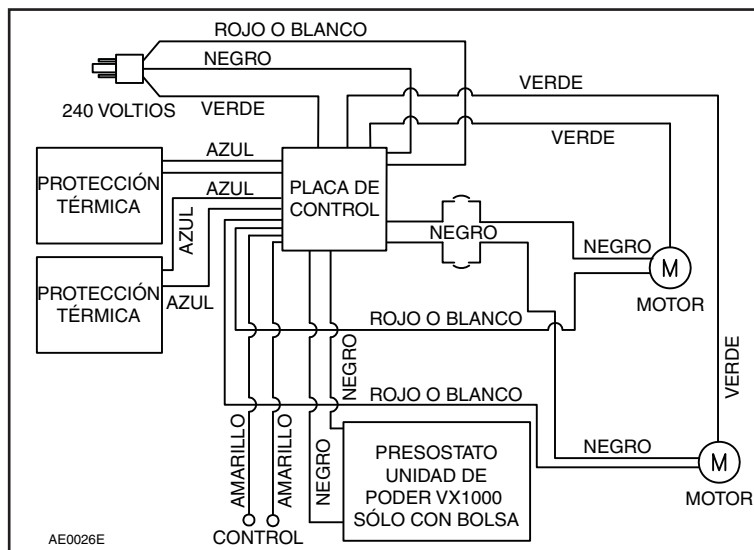 ROJO O BLANCO
NEGRO
240 VOLTIOS
VERDE
VERDE
VERDE
AZUL
PROTECCIÓN
TÉRMICA
AZUL
PLACA DE
CONTROL
AZUL
NEGRO
NEGRO
M
MOTOR
PROTECCIÓN
TÉRMICA
AZUL
ROJO O BLANCO
NEGRO
VERDE
ROJO O BLANCO
AMARILLO
AMARILLO
NEGRO
NEGRO
M
MOTOR
PRESOSTATO
UNIDAD DE
PODER VX1000
SÓLO CON BOLSA
CONTROL
AE0026E